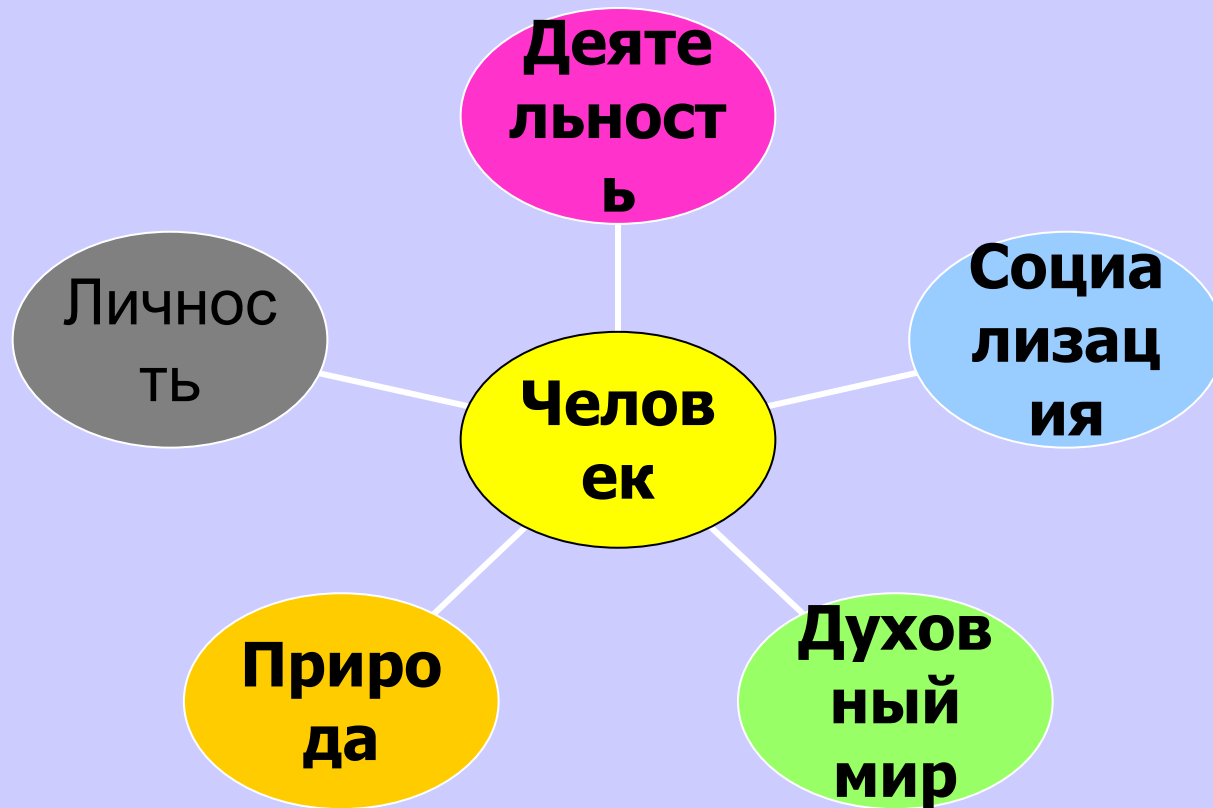 Деяте
льност
ь
Личнос
ть
Социа
лизац
ия
Челов
ек
Приро
да
Духов
ный
мир